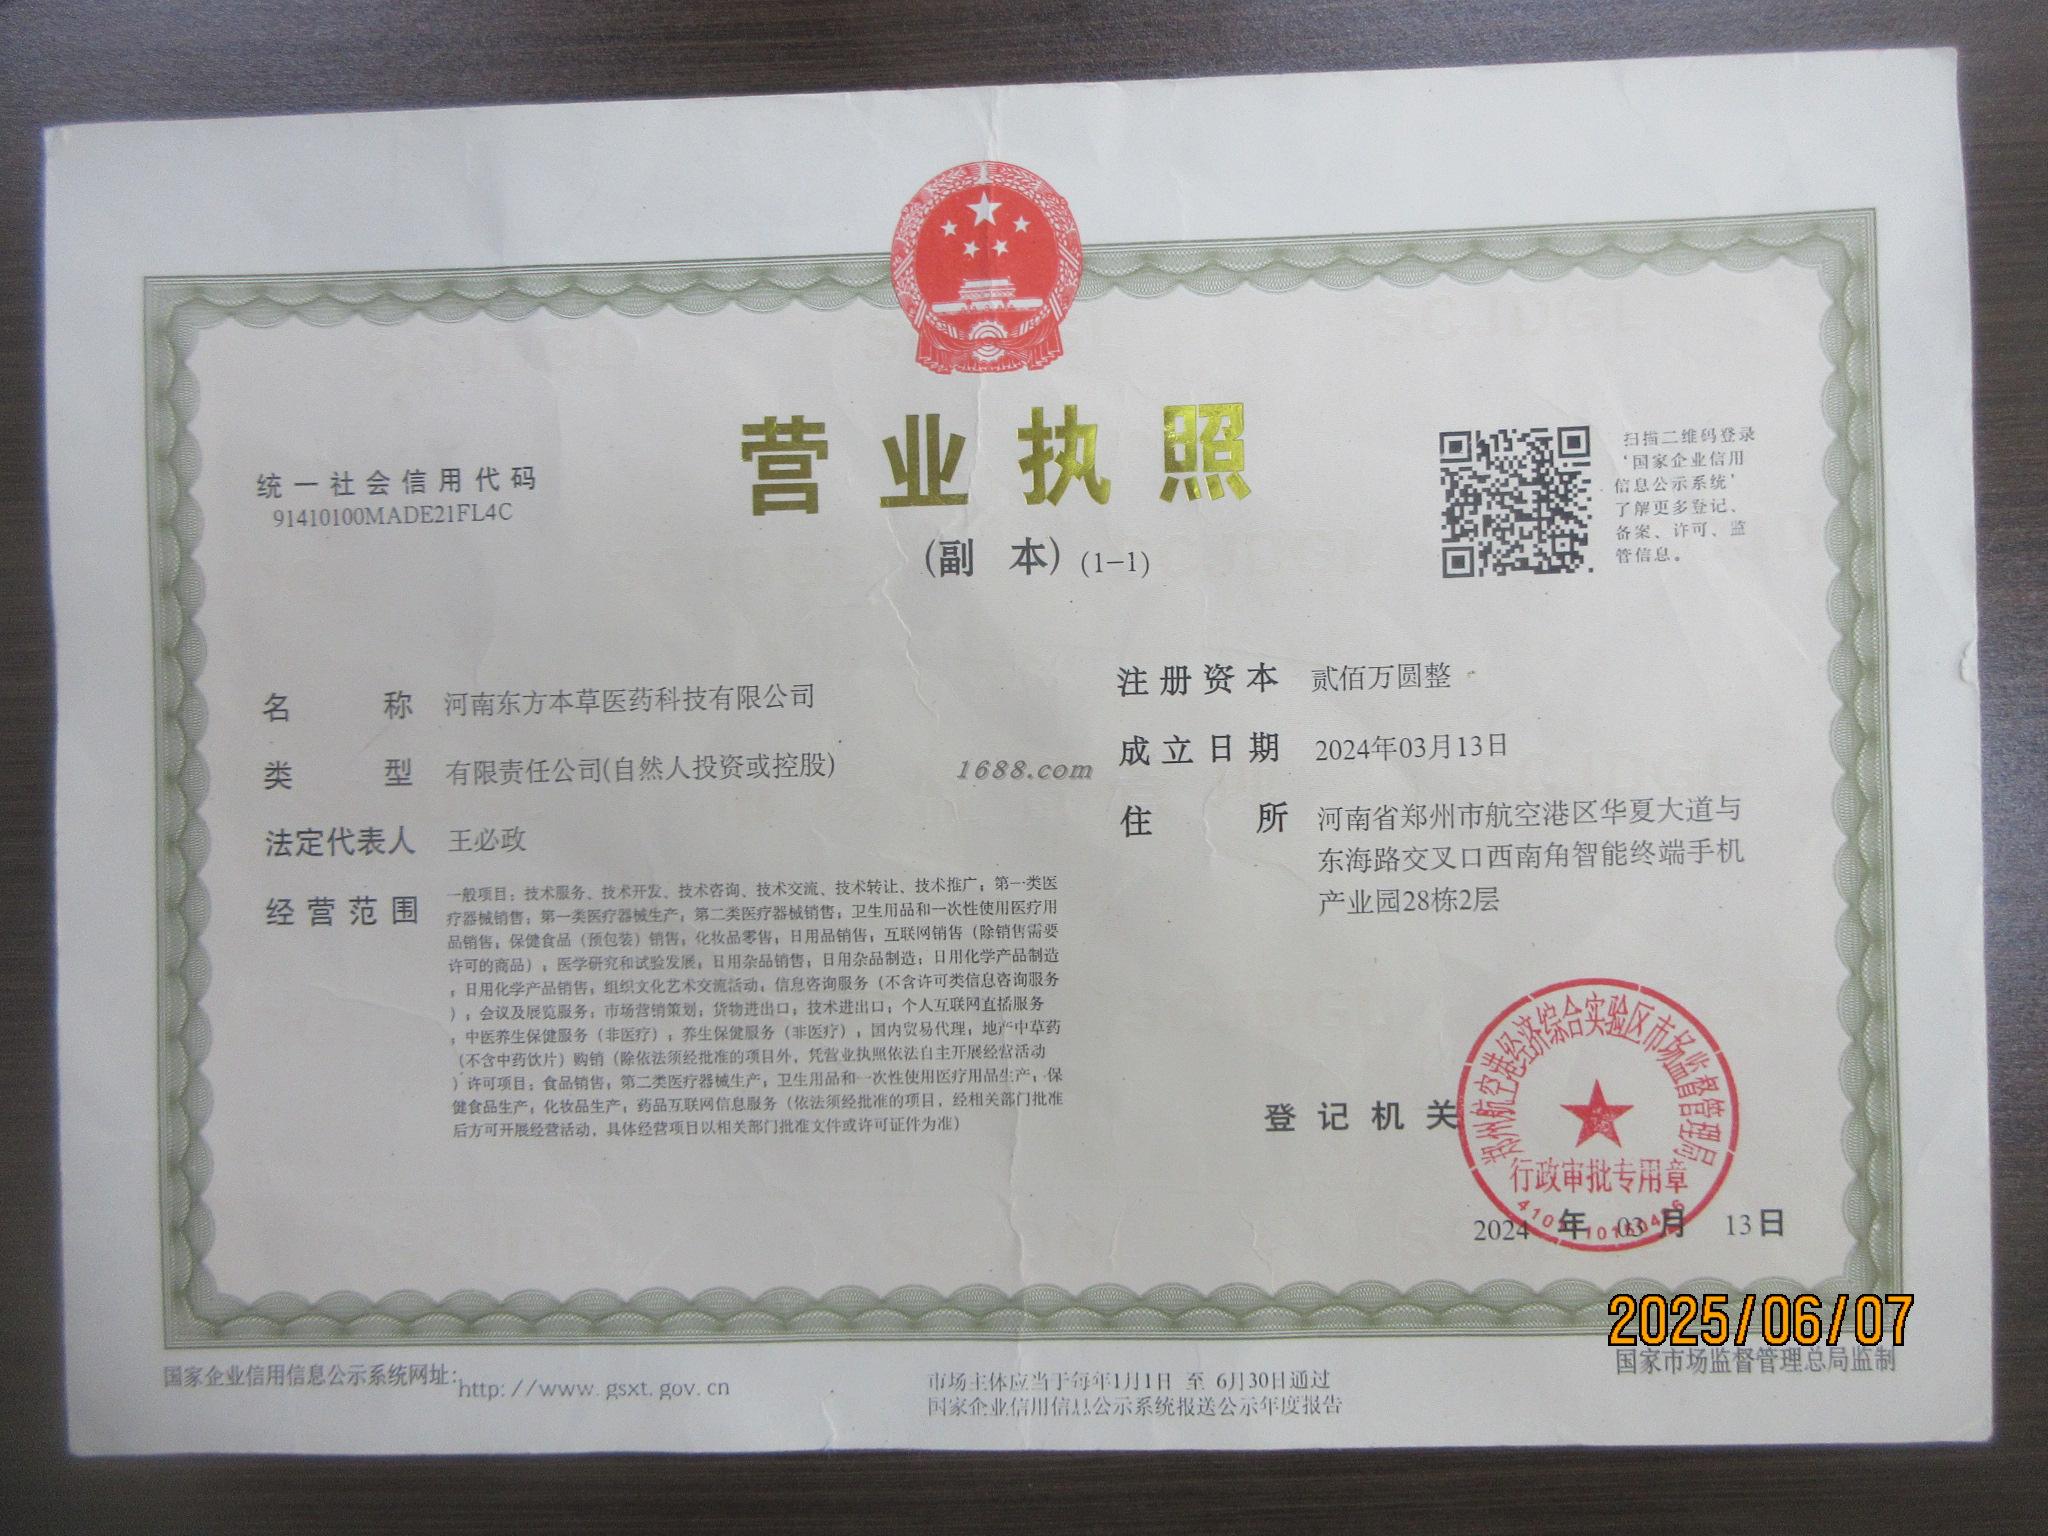 营业执照
(副 本) (1-1)
统一社会信用代码
91410100MADE21FL4C
扫描二维码登录
‘国家企业信用
信息公示系统’
了解更多登记、
备案、许可、监
管信息。
名 称 河南东方本草医药科技有限公司
类 型 有限责任公司(自然人投资或控股)
法定代表人 王必政
经营范围
一般项目：技术服务、技术开发、技术咨询、技术交流、技术转让、技术推广；第一类医
疗器械销售；第一类医疗器械生产；第二类医疗器械销售；卫生用品和一次性使用医疗用
品销售；保健食品（预包装）销售；化妆品零售；日用品销售；互联网销售（除销售需要
许可的商品）；医学研究和试验发展；日用杂品销售；日用杂品制造；日用化学产品制造
；日用化学产品销售；组织文化艺术交流活动；信息咨询服务（不含许可类信息咨询服务
）；会议及展览服务；市场营销策划；货物进出口；技术进出口；个人互联网直播服务
；中医养生保健服务（非医疗）；养生保健服务（非医疗）；国内贸易代理；地产中草药
（不含中药饮片）购销（除依法须经批准的项目外，凭营业执照依法自主开展经营活动
）许可项目：食品销售；第二类医疗器械生产；卫生用品和一次性使用医疗用品生产；保
健食品生产；化妆品生产；药品互联网信息服务（依法须经批准的项目，经相关部门批准
后方可开展经营活动，具体经营项目以相关部门批准文件或许可证件为准）
1688.com
注册资本 贰佰万圆整
成立日期 2024年03月13日
住 所 河南省郑州市航空港区华夏大道与
东海路交叉口西南角智能终端手机
产业园28栋2层
登记机关
郑州航空港经济综合实验区市场监督管理局
行政审批专用章
2024 年 03 月 13 日
2025/06/07
国家企业信用信息公示系统网址：http://www.gsxt.gov.cn
市场主体应当于每年1月1日 至 6月30日通过
国家企业信用信息公示系统报送公示年度报告
国家市场监督管理总局监制